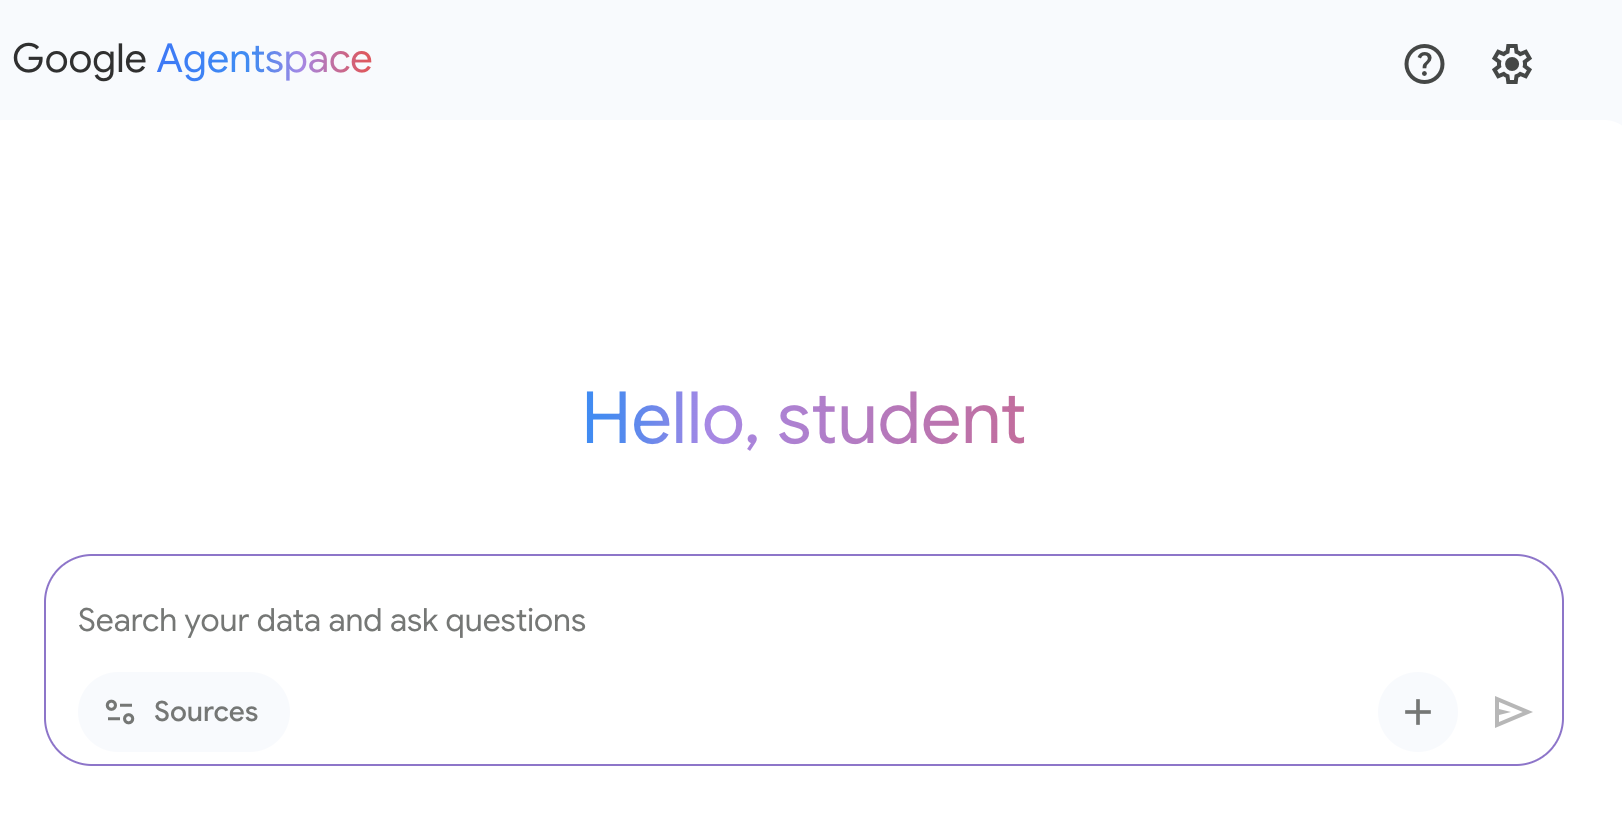 Google Agentspace
Hello, student
Search your data and ask questions
Sources